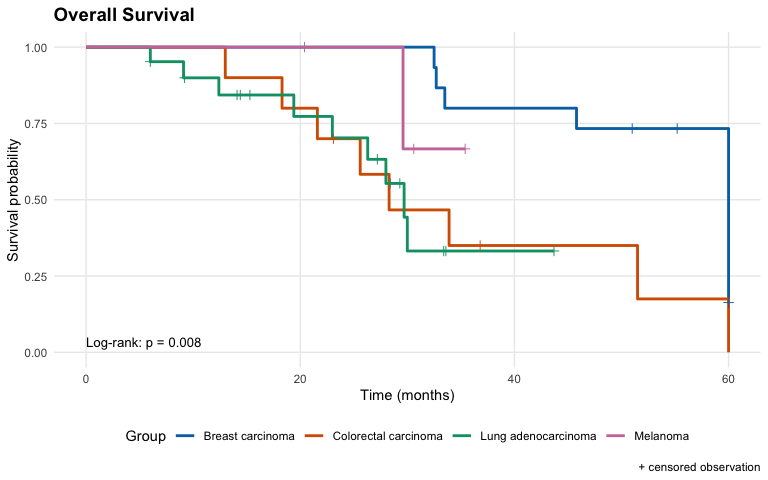 Overall Survival
Survival probability
1.00
0.75
0.50
0.25
0.00
Log-rank: p = 0.008
0 20 40 60
Time (months)
Group Breast carcinoma Colorectal carcinoma Lung adenocarcinoma Melanoma
+ censored observation